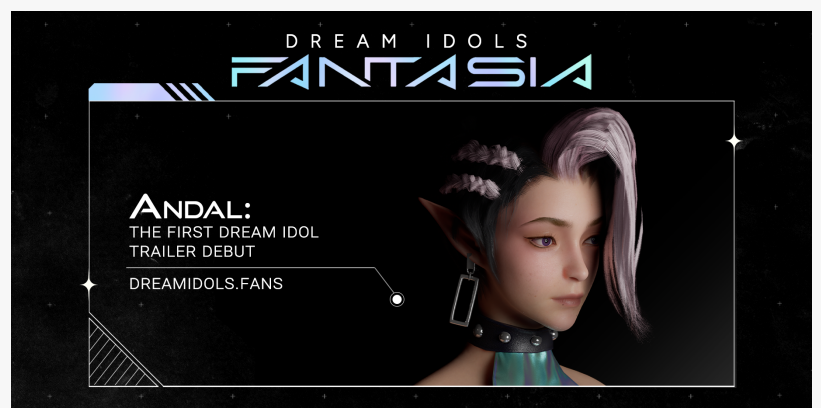 DREAM IDOLS
FANTASIA
ANDAL:
THE FIRST DREAM IDOL
TRAILER DEBUT
DREAMIDOLS.FANS